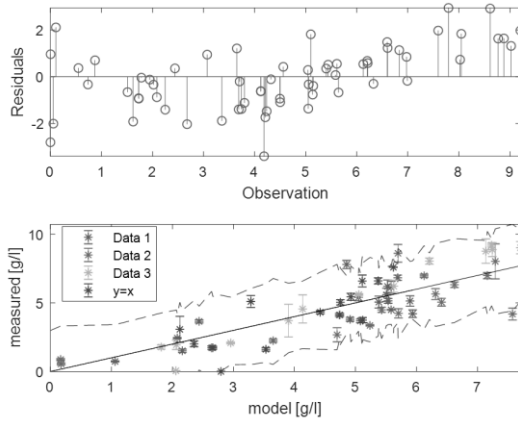 2
0
-2
Residuals
0 1 2 3 4 5 6 7 8 9
Observation
10
5
0
measured [g/l]
Data 1
Data 2
Data 3
y=x
0 1 2 3 4 5 6 7
model [g/l]